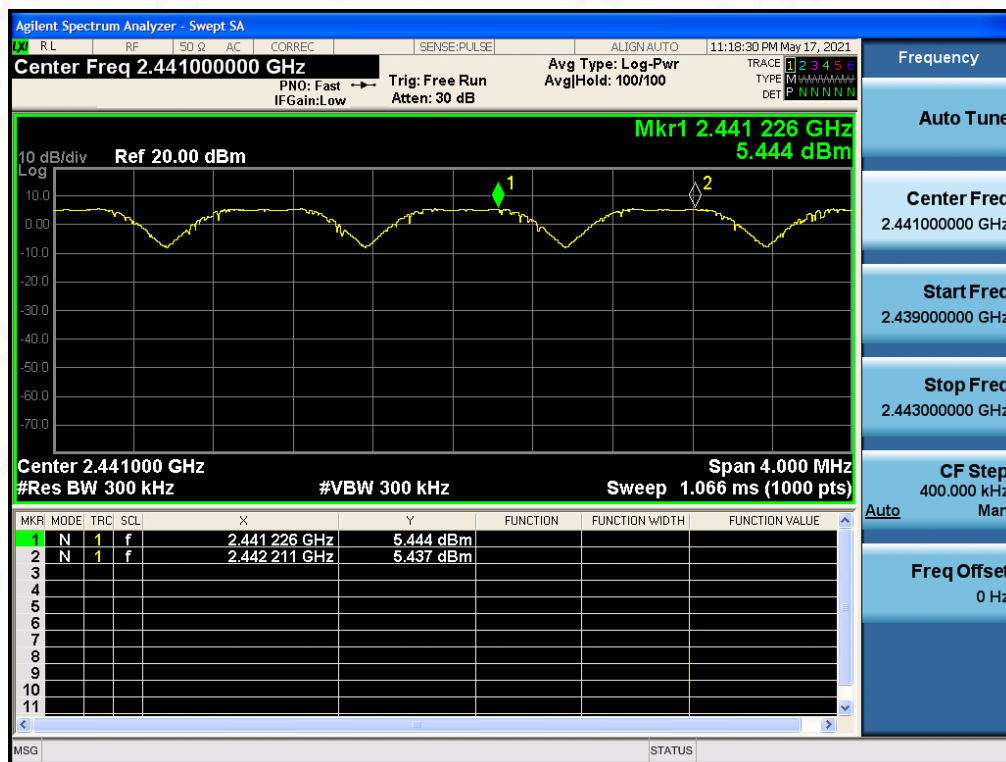 Agilent Spectrum Analyzer - Swept SA
LXI RL RF 50 Ω AC CORREC SENSE:PULSE ALIGN AUTO 11:18:30 PM May 17, 2021
Center Freq 2.441000000 GHz
PNO: Fast
IFGain:Low
Trig: Free Run
Atten: 30 dB
Avg Type: Log-Pwr
Avg|Hold: 100/100
TRACE 1 2 3 4 5 6
TYPE M WWWWW
DET P N N N N N
Mkr1 2.441 226 GHz
5.444 dBm
10 dB/div Ref 20.00 dBm
Log
10.0
0.00
-10.0
-20.0
-30.0
-40.0
-50.0
-60.0
-70.0
1
2
Center 2.441000 GHz Span 4.000 MHz
#Res BW 300 kHz #VBW 300 kHz Sweep 1.066 ms (1000 pts)
MKR MODE TRC SCL X Y FUNCTION FUNCTION WIDTH FUNCTION VALUE
1 N 1 f 2.441 226 GHz 5.444 dBm
2 N 1 f 2.442 211 GHz 5.437 dBm
3
4
5
6
7
8
9
10
11
MSG STATUS
Frequency
Auto Tune
Center Freq
2.441000000 GHz
Start Freq
2.439000000 GHz
Stop Freq
2.443000000 GHz
CF Step
400.000 kHz
Auto Man
Freq Offset
0 Hz